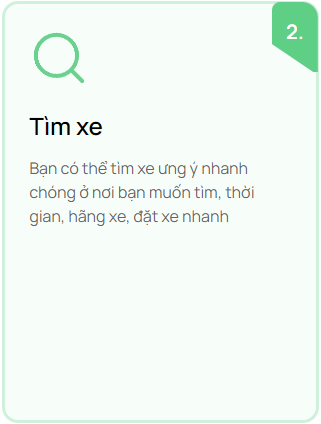 2.
Tìm xe
Bạn có thể tìm xe ưng ý nhanh
chóng ở nơi bạn muốn tìm, thời
gian, hãng xe, đặt xe nhanh